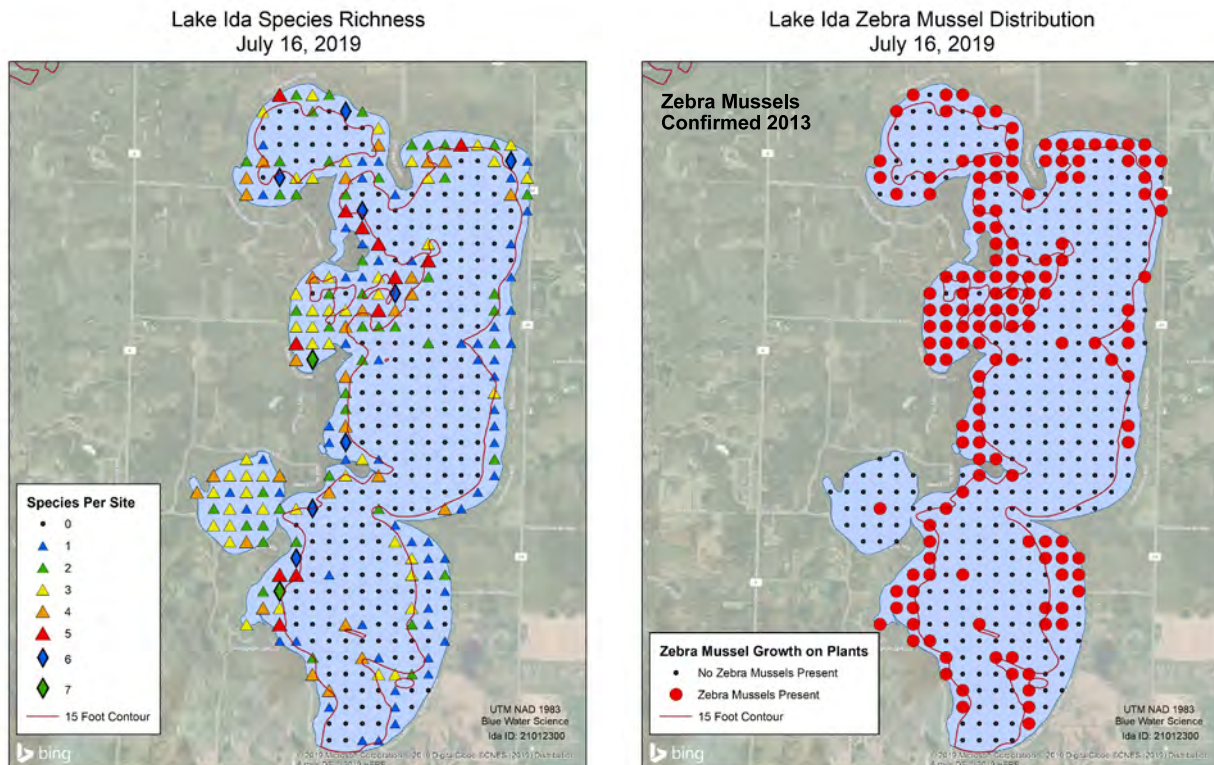 Lake Ida Species Richness
July 16, 2019
Species Per Site
0
1
2
3
4
5
6
7
15 Foot Contour
UTM NAD 1983
Blue Water Science
Ida ID: 21012300
bing
Lake Ida Zebra Mussel Distribution
July 16, 2019
Zebra Mussels
Confirmed 2013
Zebra Mussel Growth on Plants
No Zebra Mussels Present
Zebra Mussels Present
15 Foot Contour
UTM NAD 1983
Blue Water Science
Ida ID: 21012300
bing